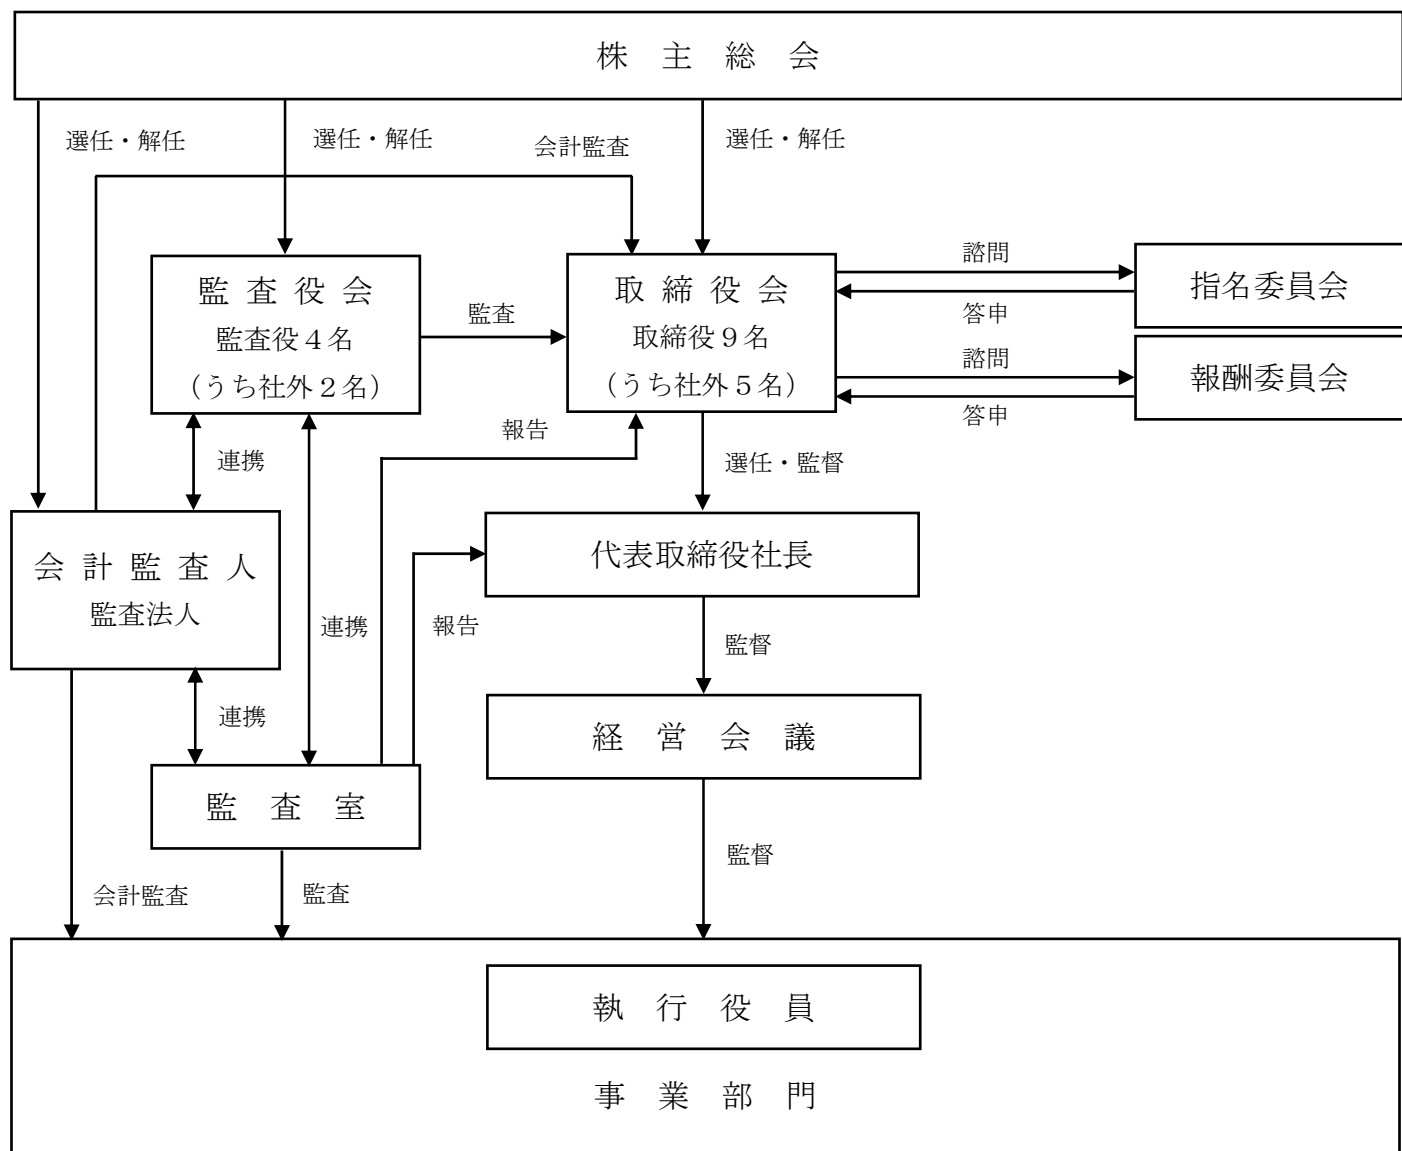 株主総会
選任・解任
選任・解任
会計監査
選任・解任
監査役会
監査役４名
（うち社外２名）
監査
取締役会
取締役９名
（うち社外５名）
諮問
答申
指名委員会
諮問
答申
報酬委員会
連携
報告
選任・監督
会計監査人
監査法人
代表取締役社長
連携
報告
監督
連携
経営会議
監査室
会計監査
監査
監督
執行役員
事業部門